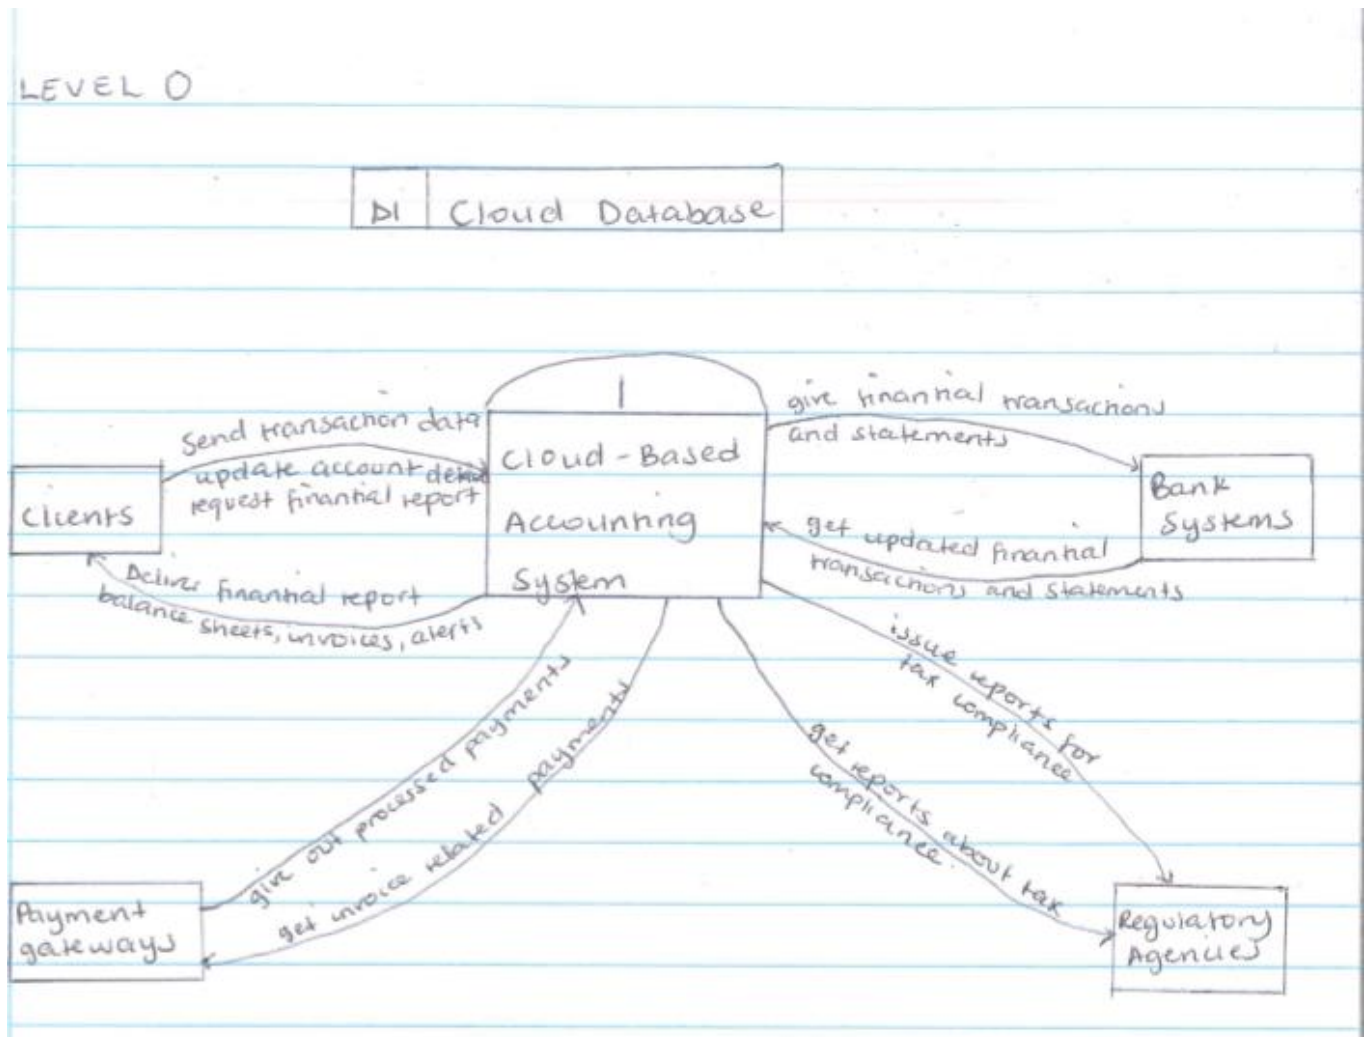 LEVEL 0
D1 Cloud Database
1
Cloud-Based
Accounting
System
Send transaction data
update account
request financial report
Clients
Deliver financial report
balance sheets, invoices, alerts
give financial transactions
and statements
Bank
Systems
get updated financial
transactions and statements
issue reports for
tax compliance
get reports about tax
compliance.
give out processed payments
get invoice related payments
Payment
gateways
Regulatory
Agencies